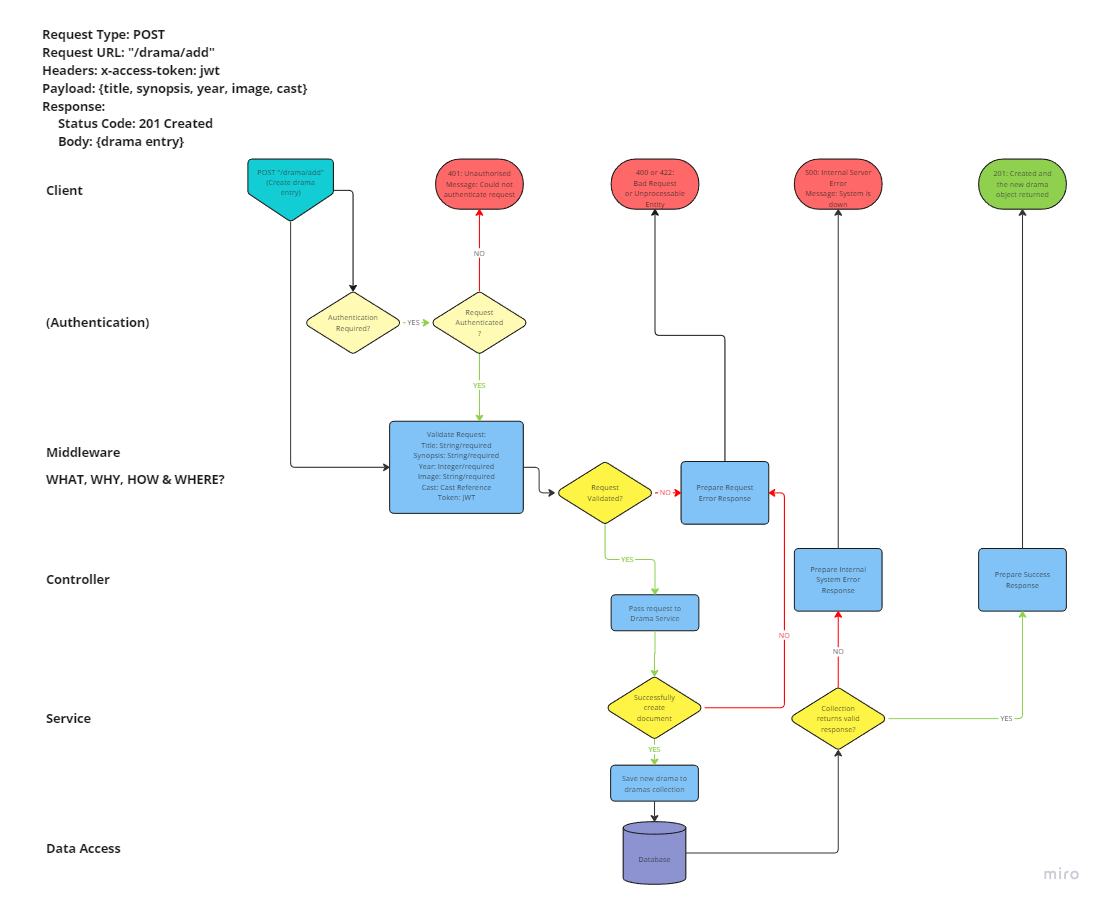 Request Type: POST
Request URL: "/drama/add"
Headers: x-access-token: jwt
Payload: {title, synopsis, year, image, cast}
Response:
Status Code: 201 Created
Body: {drama entry}
Client
POST "/drama/add"
(Create drama
entry)
401: Unauthorised
Message: Could not
authenticate request
400 or 422:
Bad Request
or Unprocessable
Entity
500: Internal Server
Error
Message: System is
down
201: Created and
the new drama
object returned
NO
(Authentication)
Authentication
Required?
YES
Request
Authenticated
?
YES
Middleware
WHAT, WHY, HOW & WHERE?
Validate Request:
Title: String/required
Synopsis: String/required
Year: Integer/required
Image: String/required
Cast: Cast Reference
Token: JWT
Request
Validated?
NO
Prepare Request
Error Response
YES
Controller
Pass request to
Drama Service
Prepare Internal
System Error
Response
Prepare Success
Response
NO
NO
Service
Successfully
create
document
Collection
returns valid
response?
YES
YES
Save new drama to
dramas collection
Data Access
Database
miro